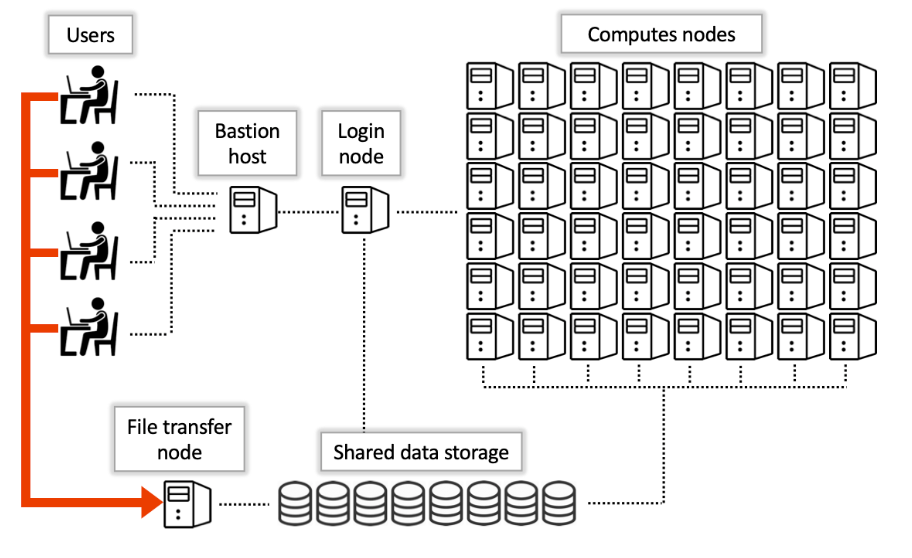 Users
Computes nodes
Bastion
host
Login
node
File transfer
node
Shared data storage